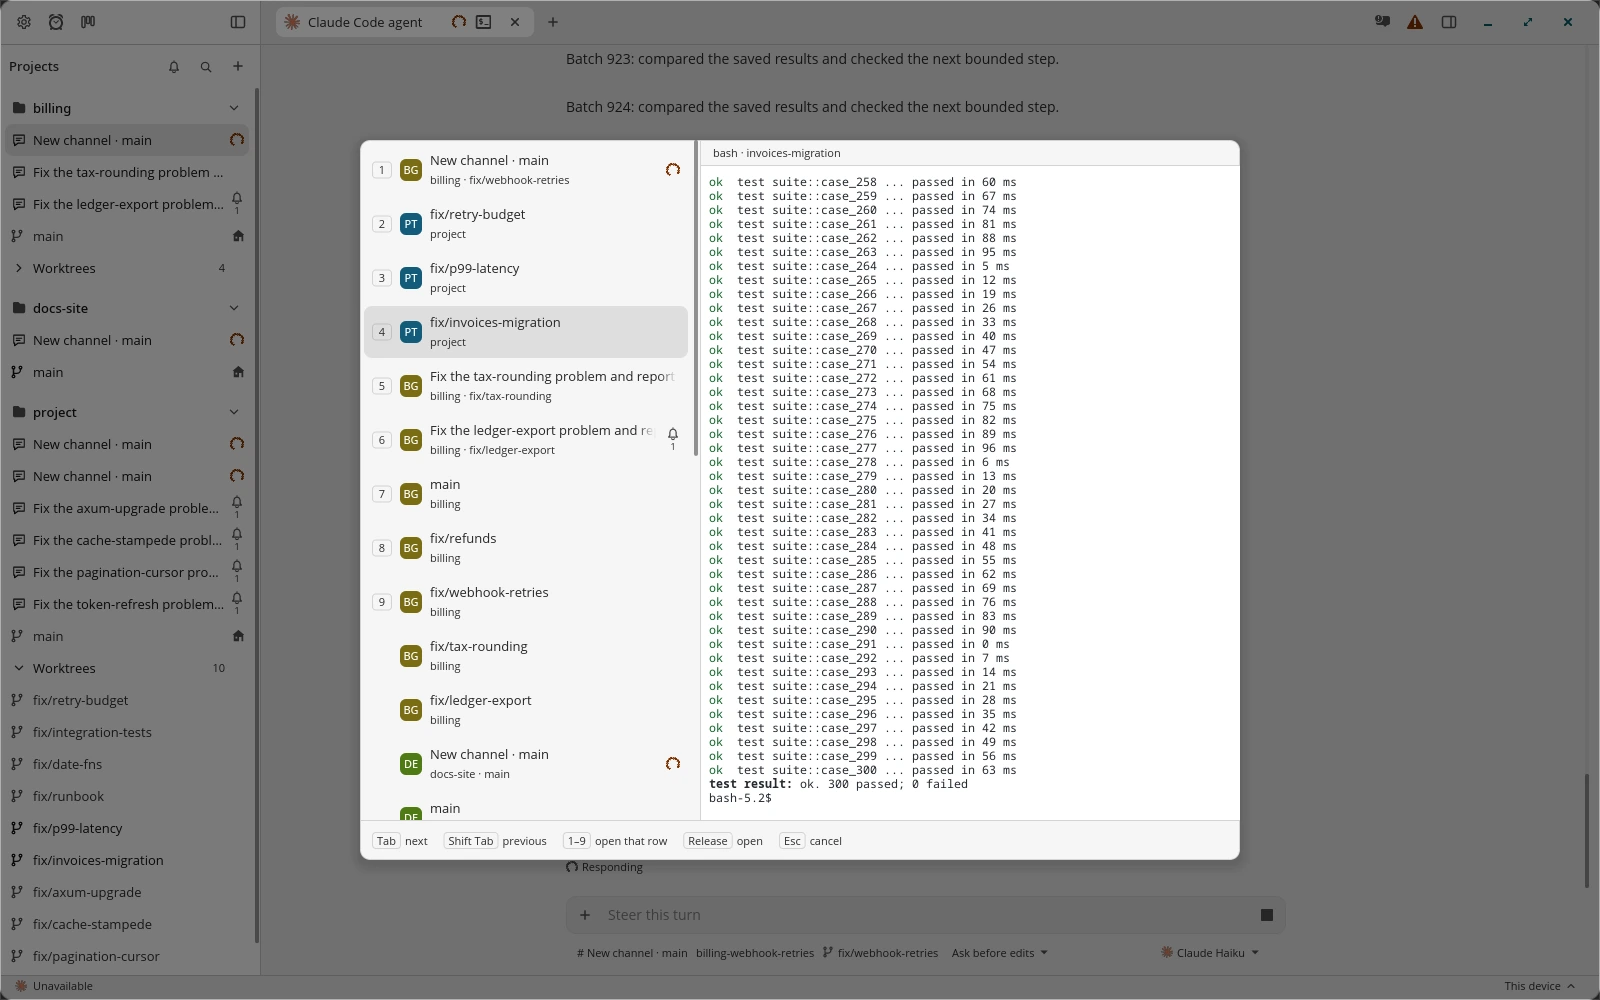 Claude Code agent
Projects
billing
New channel · main
Fix the tax-rounding problem ...
Fix the ledger-export problem...
1
main
Worktrees 4
docs-site
New channel · main
main
project
New channel · main
New channel · main
Fix the axum-upgrade proble...
1
Fix the cache-stampede probl...
1
Fix the pagination-cursor pro...
1
Fix the token-refresh problem...
1
main
Worktrees 10
fix/retry-budget
fix/integration-tests
fix/date-fns
fix/runbook
fix/p99-latency
fix/invoices-migration
fix/axum-upgrade
fix/cache-stampede
fix/pagination-cursor
Unavailable
Batch 923: compared the saved results and checked the next bounded step.
Batch 924: compared the saved results and checked the next bounded step.
1 BG New channel · main
billing · fix/webhook-retries
2 PT fix/retry-budget
project
3 PT fix/p99-latency
project
4 PT fix/invoices-migration
project
5 BG Fix the tax-rounding problem and report
billing · fix/tax-rounding
6 BG Fix the ledger-export problem and re
billing · fix/ledger-export
1
7 BG main
billing
8 BG fix/refunds
billing
9 BG fix/webhook-retries
billing
BG fix/tax-rounding
billing
BG fix/ledger-export
billing
DE New channel · main
docs-site · main
DE main
bash · invoices-migration
ok test suite::case_258 ... passed in 60 ms
ok test suite::case_259 ... passed in 67 ms
ok test suite::case_260 ... passed in 74 ms
ok test suite::case_261 ... passed in 81 ms
ok test suite::case_262 ... passed in 88 ms
ok test suite::case_263 ... passed in 95 ms
ok test suite::case_264 ... passed in 5 ms
ok test suite::case_265 ... passed in 12 ms
ok test suite::case_266 ... passed in 19 ms
ok test suite::case_267 ... passed in 26 ms
ok test suite::case_268 ... passed in 33 ms
ok test suite::case_269 ... passed in 40 ms
ok test suite::case_270 ... passed in 47 ms
ok test suite::case_271 ... passed in 54 ms
ok test suite::case_272 ... passed in 61 ms
ok test suite::case_273 ... passed in 68 ms
ok test suite::case_274 ... passed in 75 ms
ok test suite::case_275 ... passed in 82 ms
ok test suite::case_276 ... passed in 89 ms
ok test suite::case_277 ... passed in 96 ms
ok test suite::case_278 ... passed in 6 ms
ok test suite::case_279 ... passed in 13 ms
ok test suite::case_280 ... passed in 20 ms
ok test suite::case_281 ... passed in 27 ms
ok test suite::case_282 ... passed in 34 ms
ok test suite::case_283 ... passed in 41 ms
ok test suite::case_284 ... passed in 48 ms
ok test suite::case_285 ... passed in 55 ms
ok test suite::case_286 ... passed in 62 ms
ok test suite::case_287 ... passed in 69 ms
ok test suite::case_288 ... passed in 76 ms
ok test suite::case_289 ... passed in 83 ms
ok test suite::case_290 ... passed in 90 ms
ok test suite::case_291 ... passed in 0 ms
ok test suite::case_292 ... passed in 7 ms
ok test suite::case_293 ... passed in 14 ms
ok test suite::case_294 ... passed in 21 ms
ok test suite::case_295 ... passed in 28 ms
ok test suite::case_296 ... passed in 35 ms
ok test suite::case_297 ... passed in 42 ms
ok test suite::case_298 ... passed in 49 ms
ok test suite::case_299 ... passed in 56 ms
ok test suite::case_300 ... passed in 63 ms
test result: ok. 300 passed; 0 failed
bash-5.2$
Tab next Shift Tab previous 1–9 open that row Release open Esc cancel
Responding
Steer this turn
# New channel · main billing-webhook-retries fix/webhook-retries Ask before edits Claude Haiku
This device